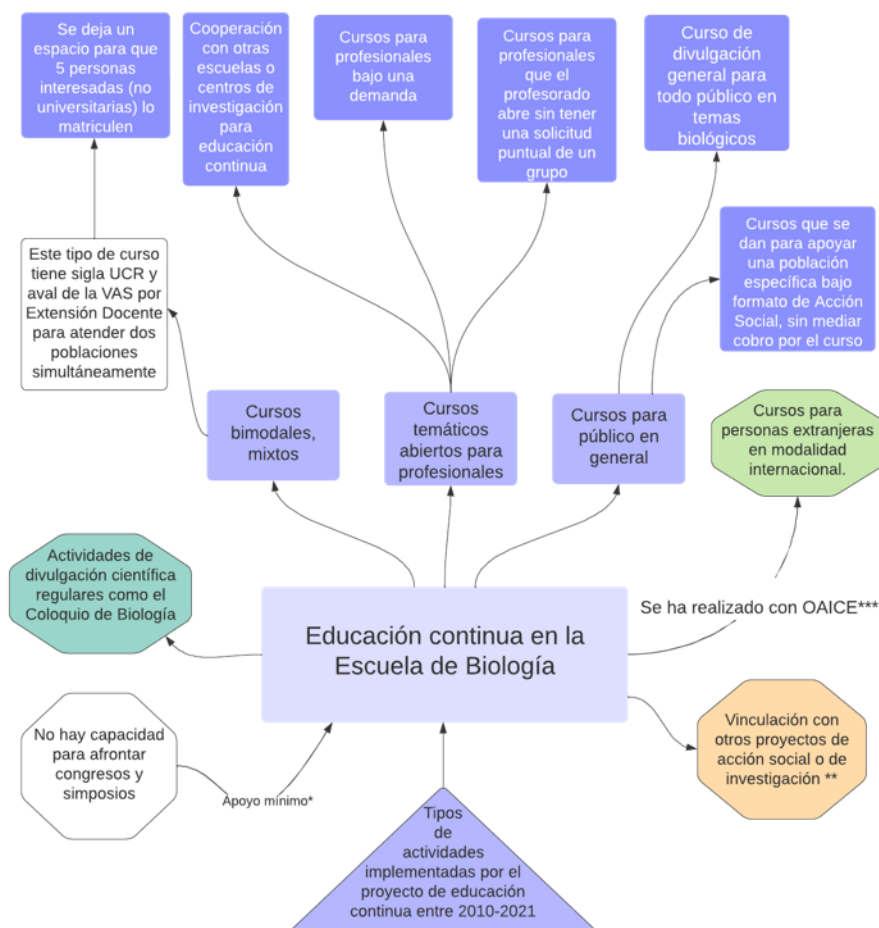 Se deja un
espacio para que
5 personas
interesadas (no
universitarias) lo
matriculen
Cooperación
con otras
escuelas o
centros de
investigación
para
educación
continua
Cursos para
profesionales
bajo una
demanda
Cursos para
profesionales
que el
profesorado
abre sin tener
una solicitud
puntual de un
grupo
Curso de
divulgación
general para
todo público en
temas
biológicos
Este tipo de curso
tiene sigla UCR y
aval de la VAS por
Extensión Docente
para atender dos
poblaciones
simultáneamente
Cursos que se
dan para apoyar
una población
específica bajo
formato de Acción
Social, sin mediar
cobro por el curso
Cursos
bimodales,
mixtos
Cursos
temáticos
abiertos para
profesionales
Cursos para
público en
general
Cursos para
personas extranjeras
en modalidad
internacional.
Actividades de
divulgación científica
regulares como el
Coloquio de Biología
Se ha realizado con OAICE***
Educación continua en la
Escuela de Biología
No hay capacidad
para afrontar
congresos y
simposios
Apoyo mínimo*
Vinculación con
otros proyectos de
acción social o de
investigación **
Tipos
de
actividades
implementadas por el
proyecto de educación
continua entre 2010-2021